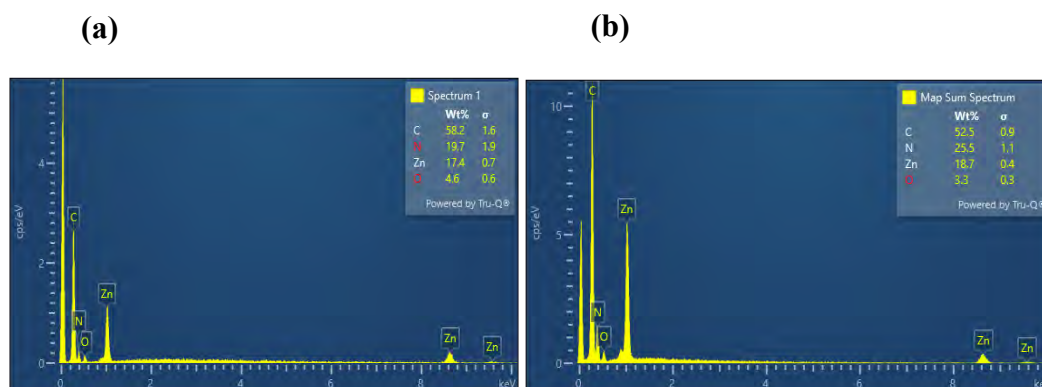 (a)
(b)
Spectrum 1
Wt% σ
C 58.2 1.6
N 19.7 1.9
Zn 17.4 0.7
O 4.6 0.6
Powered by Tru-Q®
cps/eV
4
2
0
C
N
O
Zn
Zn
Zn
0 2 4 6 8 keV
Map Sum Spectrum
Wt% σ
C 52.5 0.9
N 25.5 1.1
Zn 18.7 0.4
O 3.3 0.3
Powered by Tru-Q®
cps/eV
10
5
0
C
N
O
Zn
Zn
Zn
0 2 4 6 8 keV